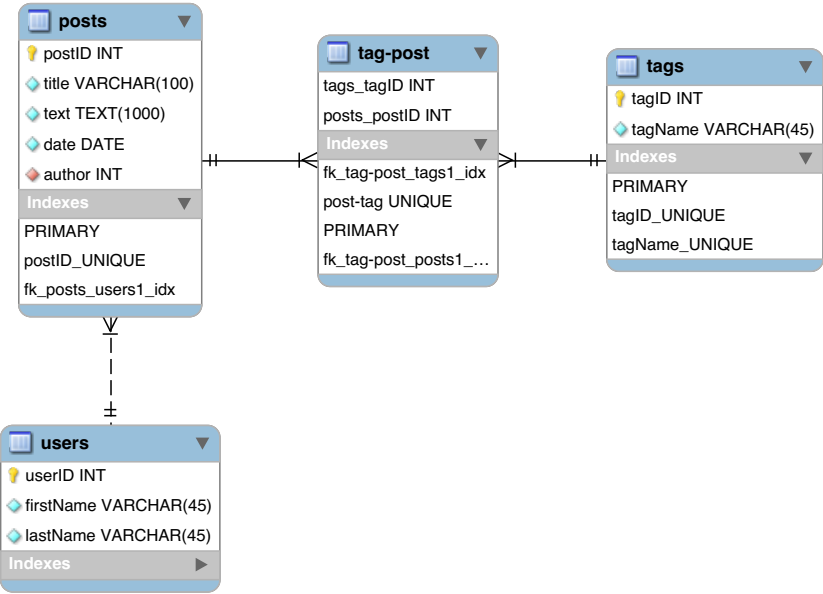 posts
postID INT
title VARCHAR(100)
text TEXT(1000)
date DATE
author INT
Indexes
PRIMARY
postID_UNIQUE
fk_posts_users1_idx
tag-post
tags_tagID INT
posts_postID INT
Indexes
fk_tag-post_tags1_idx
post-tag UNIQUE
PRIMARY
fk_tag-post_posts1_…
tags
tagID INT
tagName VARCHAR(45)
Indexes
PRIMARY
tagID_UNIQUE
tagName_UNIQUE
users
userID INT
firstName VARCHAR(45)
lastName VARCHAR(45)
Indexes